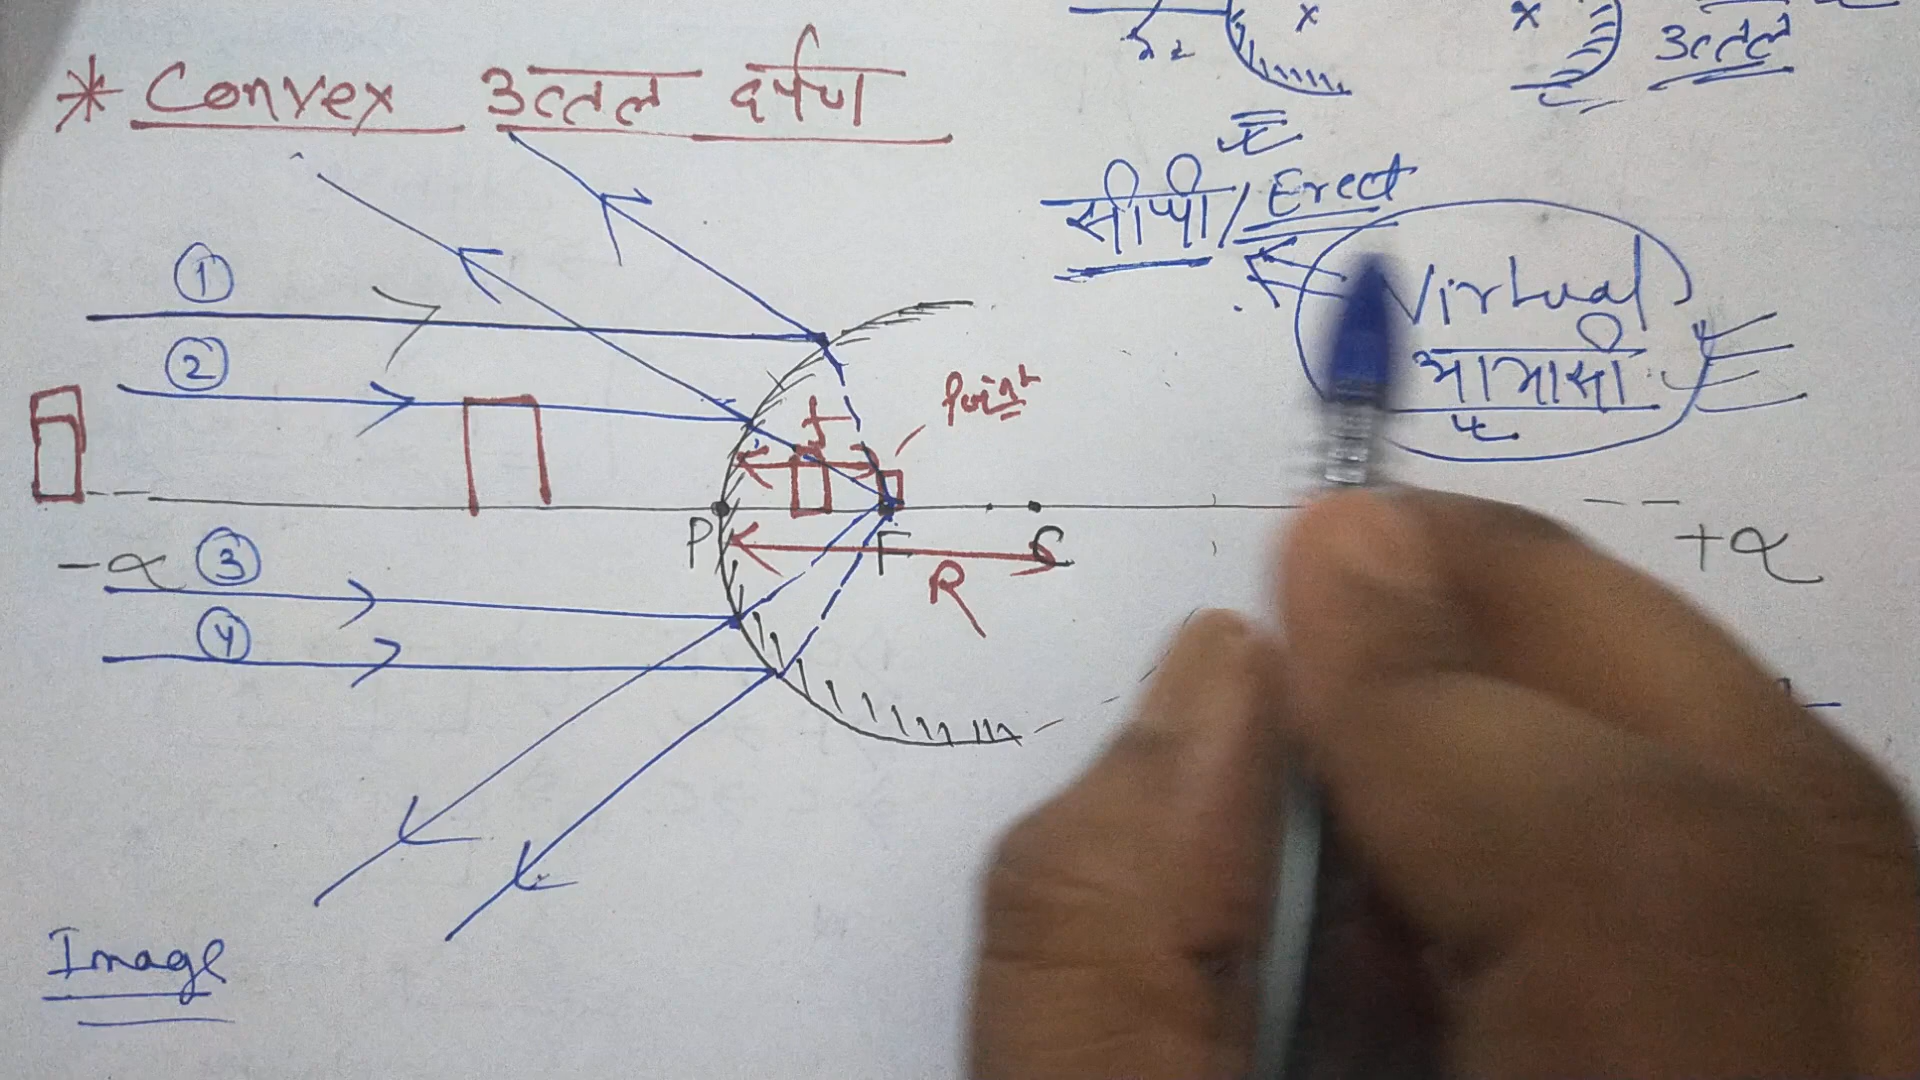 उत्तल
* Convex उत्तल दर्पण
सीधी / Erect
Virtual
आभासी
1
2
Point
f
P F C
-∝ +∝
3
R
4
Image